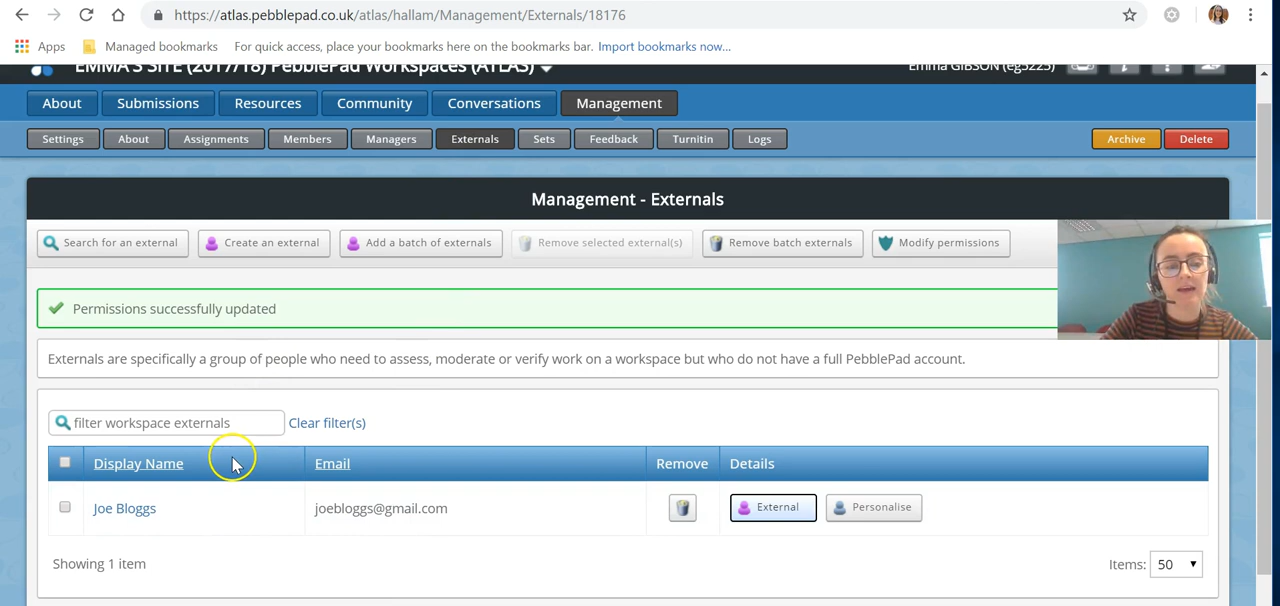 https://atlas.pebblepad.co.uk/atlas/hallam/Management/Externals/18176
Apps Managed bookmarks For quick access, place your bookmarks here on the bookmarks bar. Import bookmarks now...
EMMA'S SITE (2017/18) PebblePad Workspaces (ATLAS) Emma GIBSON (eg5225)
About Submissions Resources Community Conversations Management
Settings About Assignments Members Managers Externals Sets Feedback Turnitin Logs Archive Delete
Management - Externals
Search for an external Create an external Add a batch of externals Remove selected external(s) Remove batch externals Modify permissions
Permissions successfully updated
Externals are specifically a group of people who need to assess, moderate or verify work on a workspace but who do not have a full PebblePad account.
filter workspace externals Clear filter(s)
Display Name Email Remove Details
Joe Bloggs joebloggs@gmail.com External Personalise
Showing 1 item Items: 50